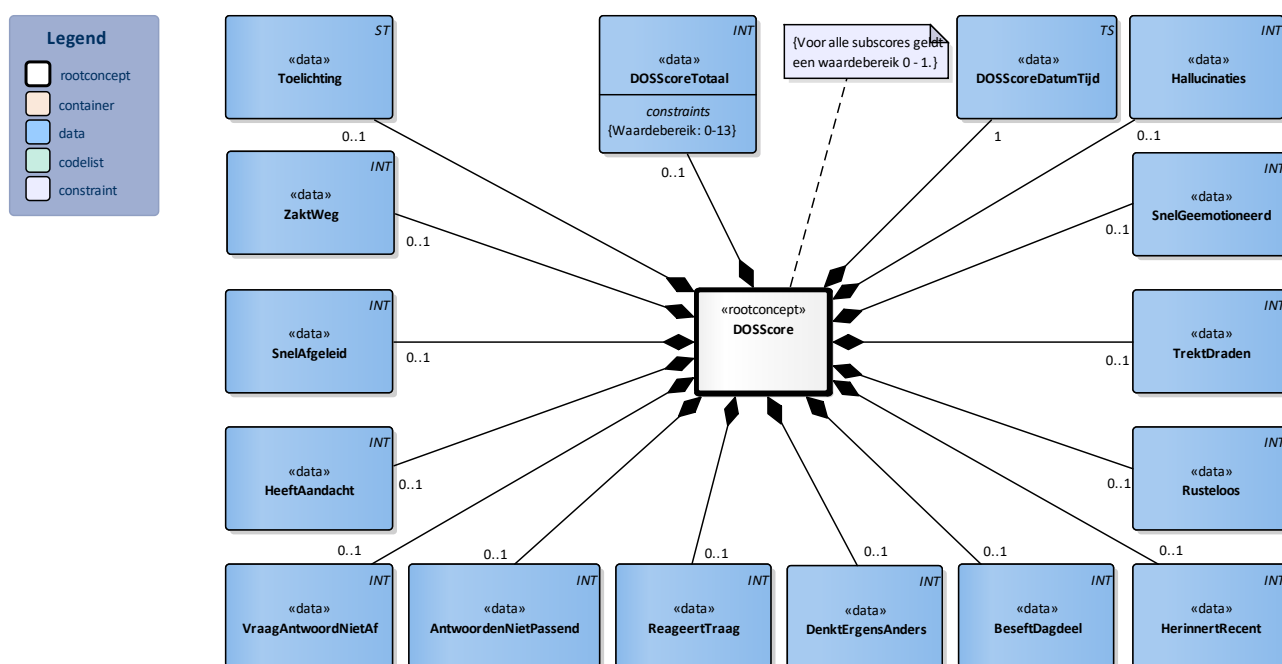 Legend
rootconcept
container
data
codelist
constraint
ST
«data»
Toelichting
0..1
INT
«data»
DOSScoreTotaal
constraints
{Waardebereik: 0-13}
0..1
{Voor alle subscores geldt
een waardebereik 0 - 1.}
TS
«data»
DOSScoreDatumTijd
1
INT
«data»
Hallucinaties
0..1
INT
«data»
ZaktWeg
0..1
INT
«data»
SnelGeemotioneerd
0..1
INT
«data»
SnelAfgeleid
0..1
«rootconcept»
DOSScore
INT
«data»
TrektDraden
0..1
INT
«data»
HeeftAandacht
0..1
INT
«data»
Rusteloos
0..1
0..1
INT
«data»
VraagAntwoordNietAf
0..1
INT
«data»
AntwoordenNietPassend
0..1
INT
«data»
ReageertTraag
0..1
INT
«data»
DenktErgensAnders
0..1
INT
«data»
BeseftDagdeel
0..1
INT
«data»
HerinnertRecent